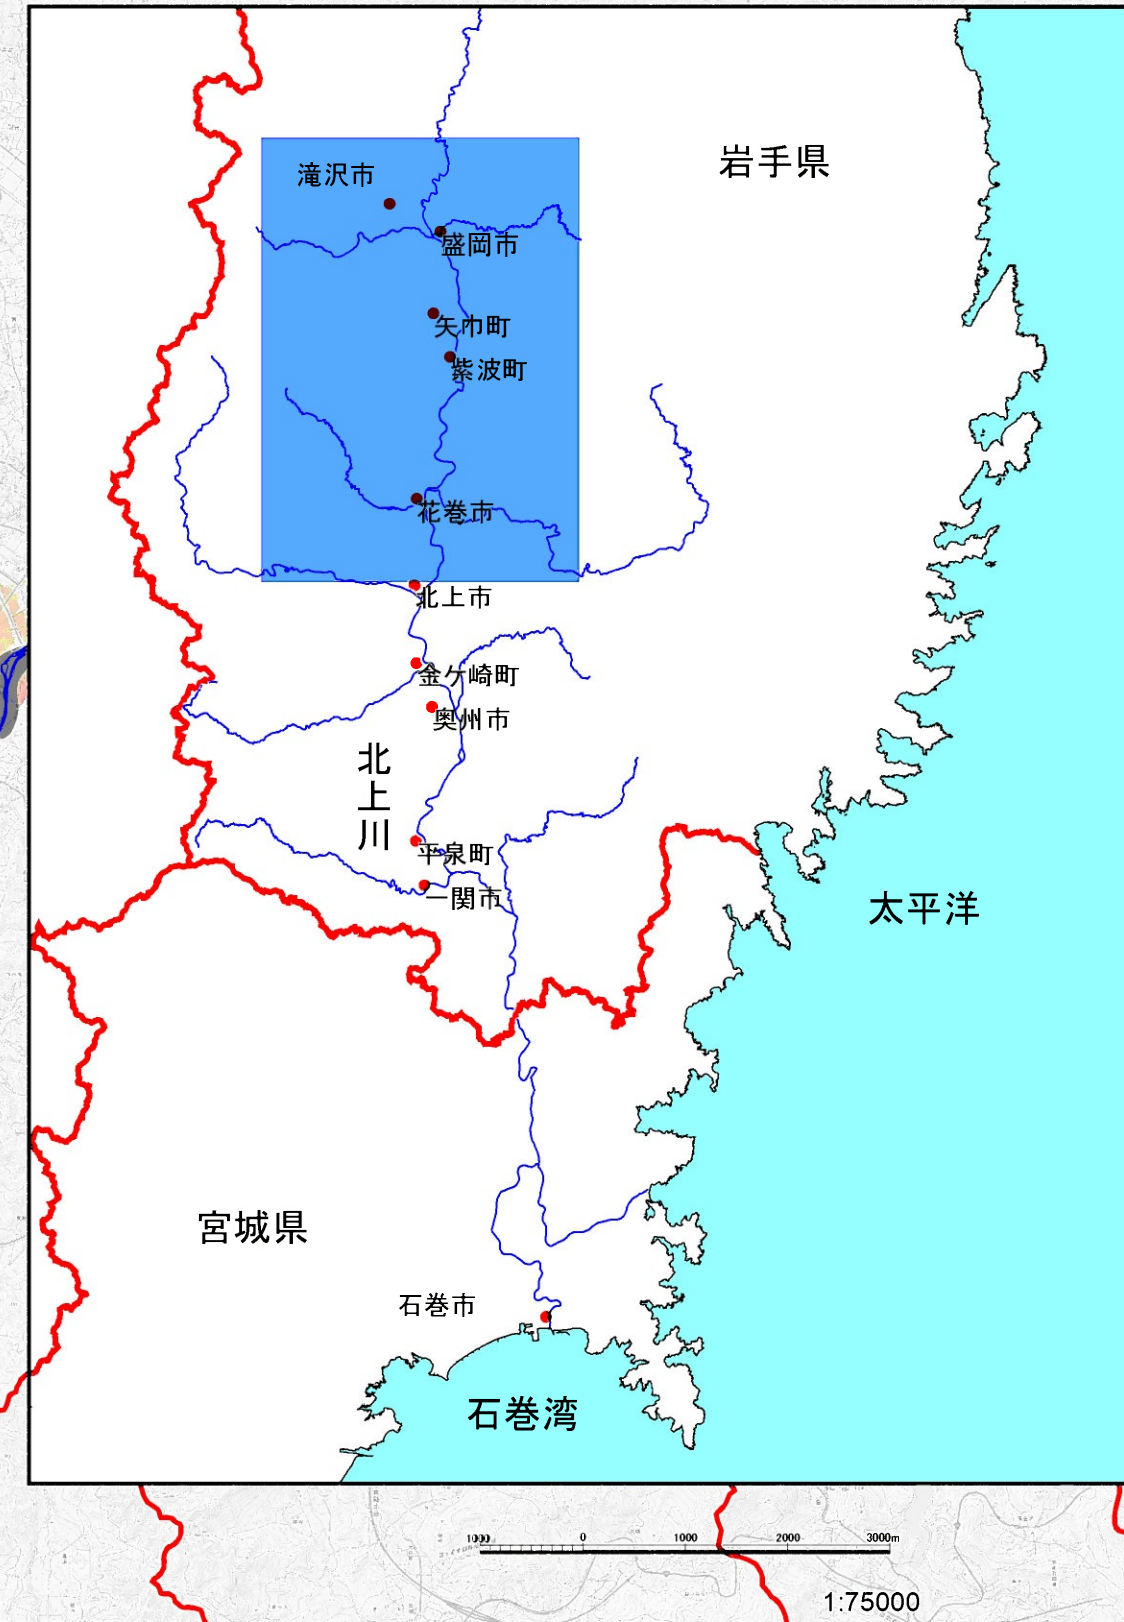 岩手県
滝沢市
盛岡市
矢巾町
紫波町
花巻市
北上市
金ケ崎町
奥州市
北上川
平泉町
一関市
太平洋
宮城県
石巻市
石巻湾
1000 0 1000 2000 3000m
1:75000